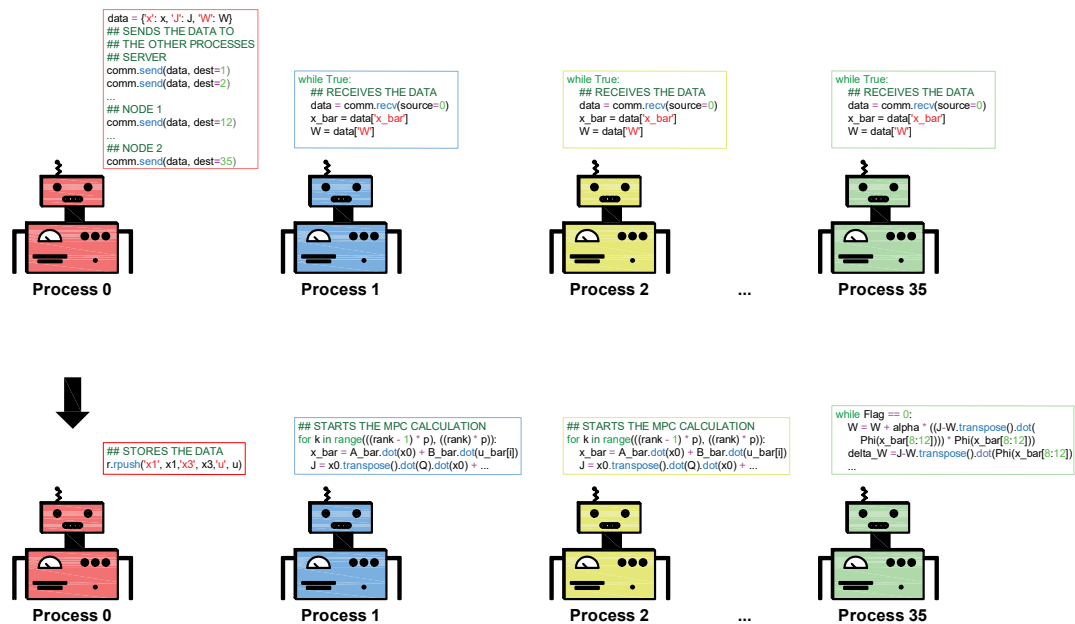 data = {'x': x, 'J': J, 'W': W}
## SENDS THE DATA TO
## THE OTHER PROCESSES
## SERVER
comm.send(data, dest=1)
comm.send(data, dest=2)
...
## NODE 1
comm.send(data, dest=12)
...
## NODE 2
comm.send(data, dest=35)
while True:
## RECEIVES THE DATA
data = comm.recv(source=0)
x_bar = data['x_bar']
W = data['W']
while True:
## RECEIVES THE DATA
data = comm.recv(source=0)
x_bar = data['x_bar']
W = data['W']
while True:
## RECEIVES THE DATA
data = comm.recv(source=0)
x_bar = data['x_bar']
W = data['W']
Process 0
Process 1
Process 2
...
Process 35
## STORES THE DATA
r.rpush('x1', x1,'x3', x3,'u', u)
## STARTS THE MPC CALCULATION
for k in range(((rank - 1) * p), ((rank) * p)):
x_bar = A_bar.dot(x0) + B_bar.dot(u_bar[i])
J = x0.transpose().dot(Q).dot(x0) + ...
## STARTS THE MPC CALCULATION
for k in range(((rank - 1) * p), ((rank) * p)):
x_bar = A_bar.dot(x0) + B_bar.dot(u_bar[i])
J = x0.transpose().dot(Q).dot(x0) + ...
while Flag == 0:
W = W + alpha * ((J-W.transpose().dot(
Phi(x_bar[8:12]))) * Phi(x_bar[8:12]))
delta_W =J-W.transpose().dot(Phi(x_bar[8:12])
...
Process 0
Process 1
Process 2
...
Process 35